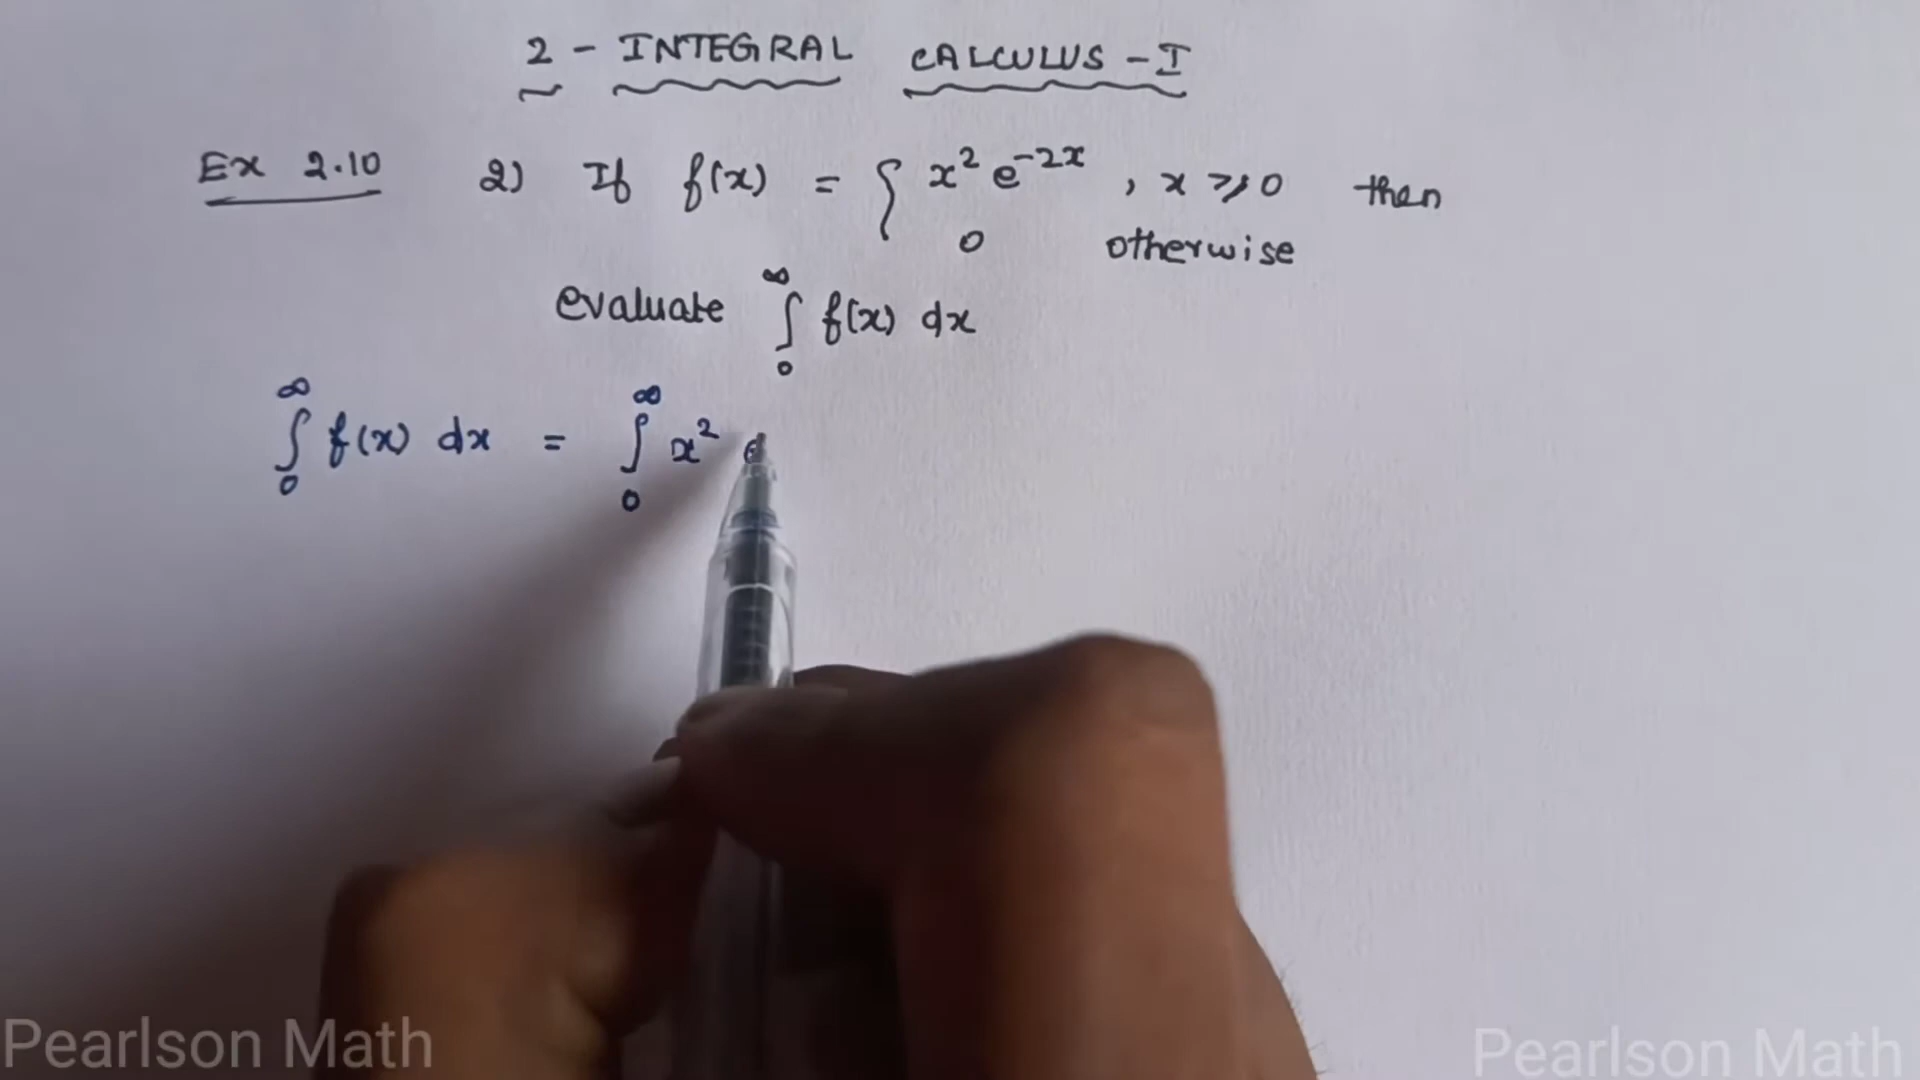 2 - INTEGRAL CALCULUS - I
Ex 2.10 2) If f(x) = { x² e⁻²ˣ , x ≥ 0 then
0 otherwise
evaluate ∫₀^∞ f(x) dx
∫₀^∞ f(x) dx = ∫₀^∞ x² e
Pearlson Math Pearlson Math